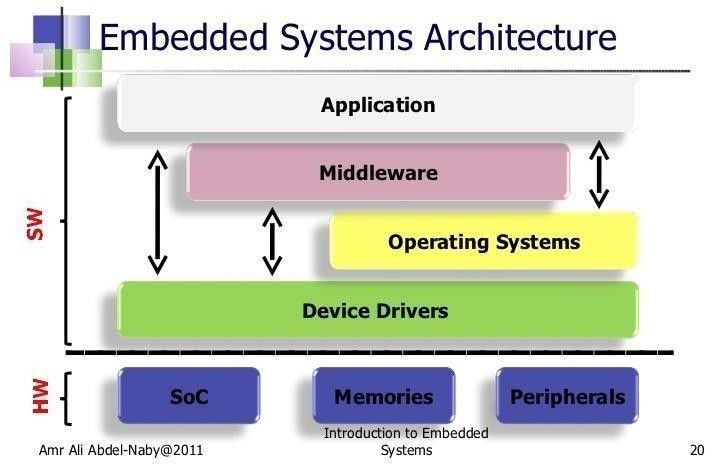 Embedded Systems Architecture
Application
Middleware
Operating Systems
Device Drivers
SW
HW
SoC
Memories
Peripherals
Amr Ali Abdel-Naby@2011
Introduction to Embedded
Systems
20